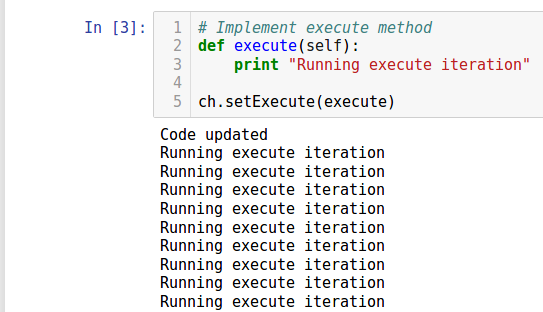 In [3]:
1 # Implement execute method
2 def execute(self):
3     print "Running execute iteration"
4
5 ch.setExecute(execute)
Code updated
Running execute iteration
Running execute iteration
Running execute iteration
Running execute iteration
Running execute iteration
Running execute iteration
Running execute iteration
Running execute iteration
Running execute iteration